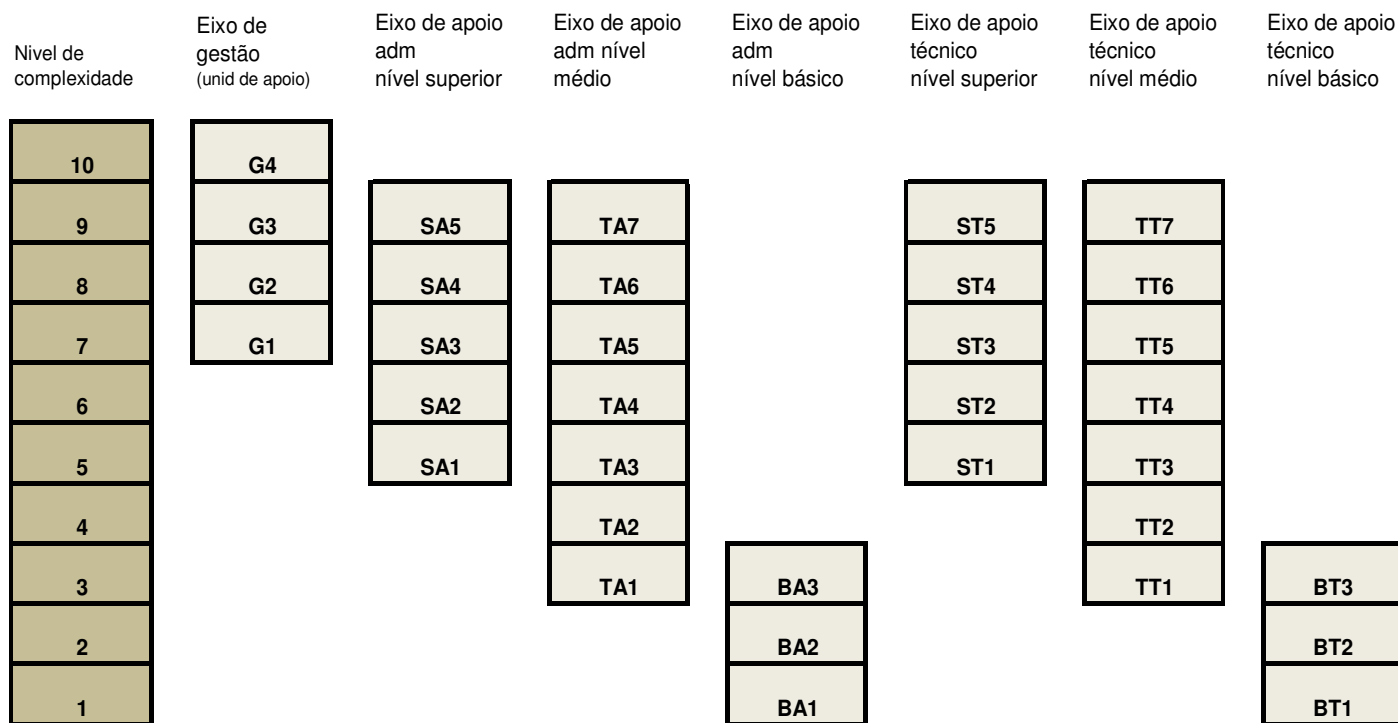 Nivel de
complexidade
Eixo de
gestão
(unid de apoio)
Eixo de apoio
adm
nível superior
Eixo de apoio
adm nível
médio
Eixo de apoio
adm
nível básico
Eixo de apoio
técnico
nível superior
Eixo de apoio
técnico
nível médio
Eixo de apoio
técnico
nível básico
10 G4
9 G3 SA5 TA7 ST5 TT7
8 G2 SA4 TA6 ST4 TT6
7 G1 SA3 TA5 ST3 TT5
6 SA2 TA4 ST2 TT4
5 SA1 TA3 ST1 TT3
4 TA2 TT2
3 TA1 BA3 TT1 BT3
2 BA2 BT2
1 BA1 BT1